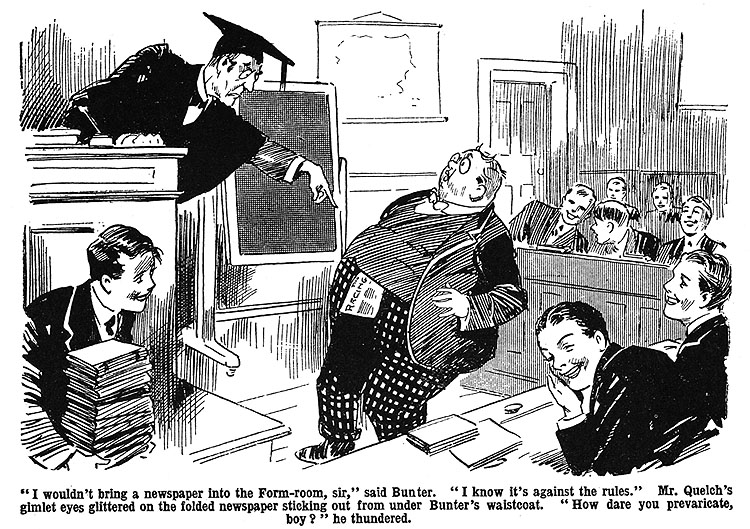 RACING
"I wouldn't bring a newspaper into the Form-room, sir," said Bunter. "I know it's against the rules." Mr. Quelch's
gimlet eyes glittered on the folded newspaper sticking out from under Bunter's waistcoat. "How dare you prevaricate,
boy?" he thundered.